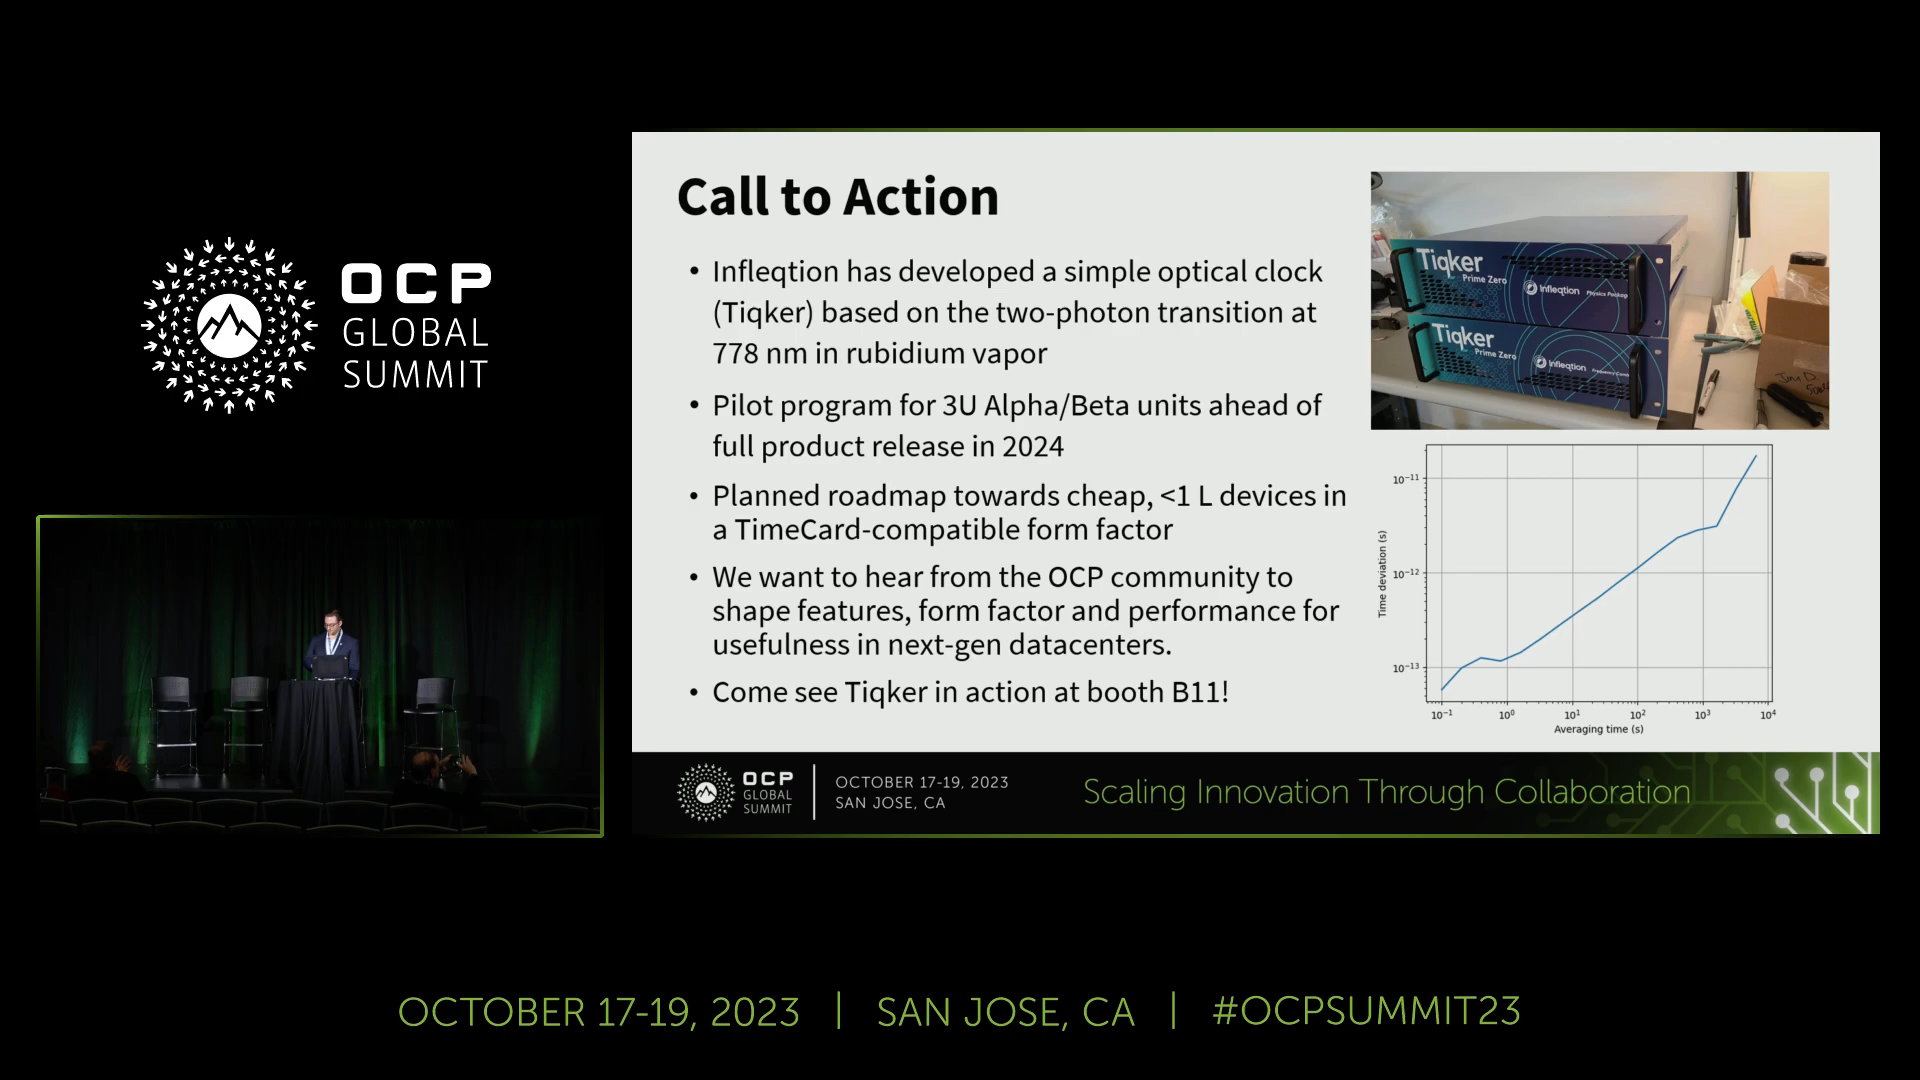 OCP
GLOBAL
SUMMIT
Call to Action
• Infleqtion has developed a simple optical clock
(Tiqker) based on the two-photon transition at
778 nm in rubidium vapor
• Pilot program for 3U Alpha/Beta units ahead of
full product release in 2024
• Planned roadmap towards cheap, <1 L devices in
a TimeCard-compatible form factor
• We want to hear from the OCP community to
shape features, form factor and performance for
usefulness in next-gen datacenters.
• Come see Tiqker in action at booth B11!
Tiqker
Prime Zero
Infleqtion
Tiqker
Prime Zero
Infleqtion
Time deviation (s)
10⁻¹¹
10⁻¹²
10⁻¹³
10⁻¹ 10⁰ 10¹ 10² 10³ 10⁴
Averaging time (s)
OCP
GLOBAL
SUMMIT
OCTOBER 17-19, 2023
SAN JOSE, CA
Scaling Innovation Through Collaboration
OCTOBER 17-19, 2023 | SAN JOSE, CA | #OCPSUMMIT23